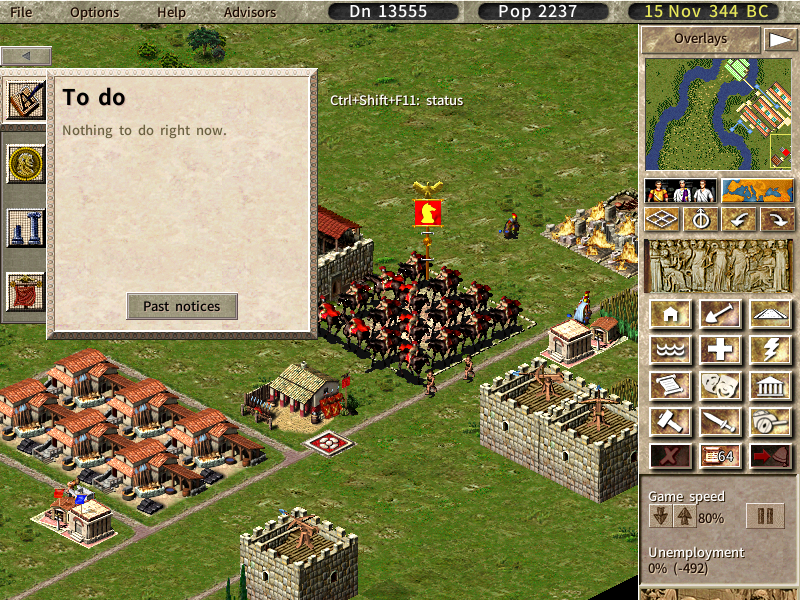 File Options Help Advisors Dn 13555 Pop 2237 15 Nov 344 BC
Overlays
To do
Nothing to do right now.
Past notices
Ctrl+Shift+F11: status
64
Game speed
80%
Unemployment
0% (-492)